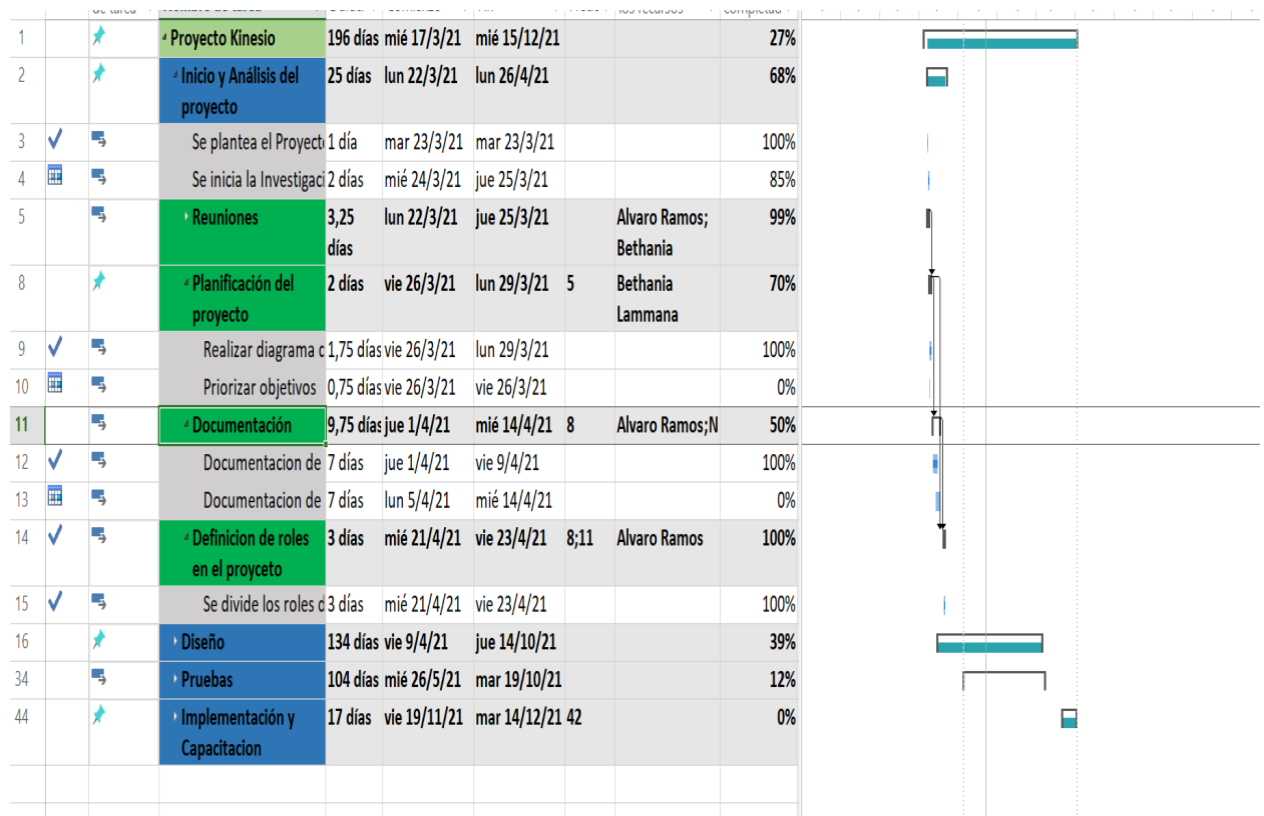 1 Proyecto Kinesio 196 días mié 17/3/21 mié 15/12/21 27%
2 Inicio y Análisis del 25 días lun 22/3/21 lun 26/4/21 68%
proyecto
3 Se plantea el Proyect 1 día mar 23/3/21 mar 23/3/21 100%
4 Se inicia la Investigaci 2 días mié 24/3/21 jue 25/3/21 85%
5 Reuniones 3,25 lun 22/3/21 jue 25/3/21 Alvaro Ramos; 99%
días Bethania
8 Planificación del 2 días vie 26/3/21 lun 29/3/21 5 Bethania 70%
proyecto Lammana
9 Realizar diagrama 1,75 días vie 26/3/21 lun 29/3/21 100%
10 Priorizar objetivos 0,75 días vie 26/3/21 vie 26/3/21 0%
11 Documentación 9,75 días jue 1/4/21 mié 14/4/21 8 Alvaro Ramos;N 50%
12 Documentacion de 7 días jue 1/4/21 vie 9/4/21 100%
13 Documentacion de 7 días lun 5/4/21 mié 14/4/21 0%
14 Definicion de roles 3 días mié 21/4/21 vie 23/4/21 8;11 Alvaro Ramos 100%
en el proyceto
15 Se divide los roles d 3 días mié 21/4/21 vie 23/4/21 100%
16 Diseño 134 días vie 9/4/21 jue 14/10/21 39%
34 Pruebas 104 días mié 26/5/21 mar 19/10/21 12%
44 Implementación y 17 días vie 19/11/21 mar 14/12/21 42 0%
Capacitacion